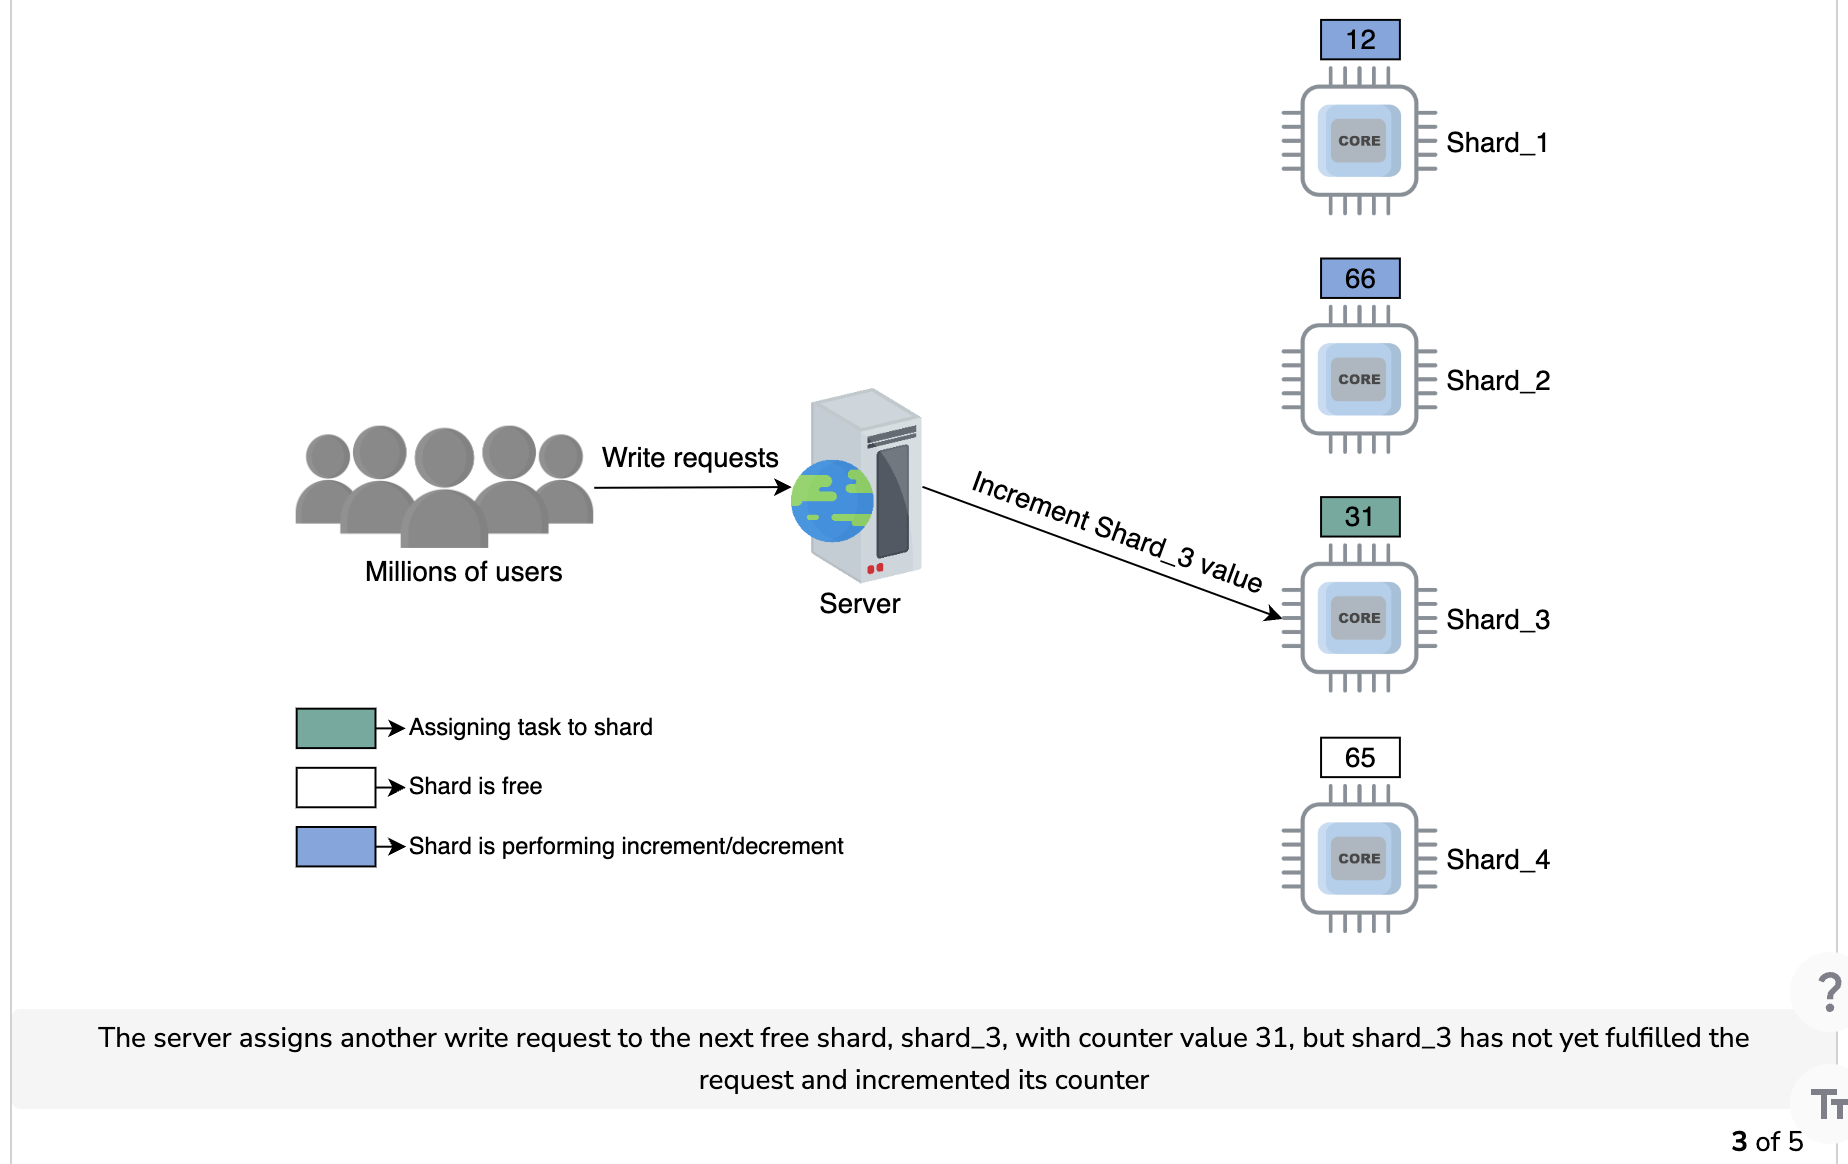 12
CORE
Shard_1
66
CORE
Shard_2
Write requests
Millions of users
Server
Increment Shard_3 value
31
CORE
Shard_3
Assigning task to shard
Shard is free
Shard is performing increment/decrement
65
CORE
Shard_4
?
The server assigns another write request to the next free shard, shard_3, with counter value 31, but shard_3 has not yet fulfilled the
request and incremented its counter
TT
3 of 5